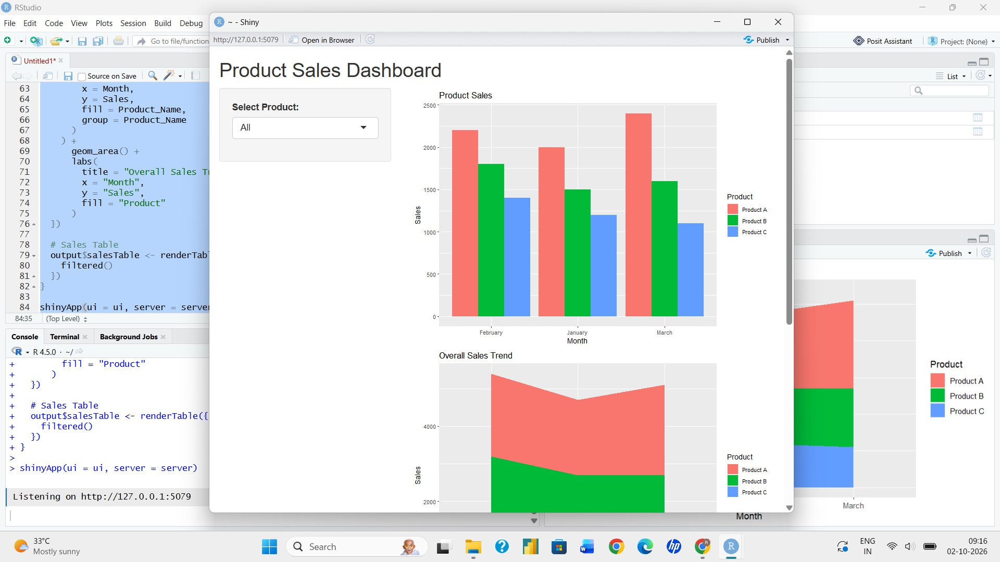 RStudio
File Edit Code View Plots Session Build Debug
Go to file/function
Posit Assistant
Project: (None)
Untitled1*
Source on Save
63 x = Month,
64 y = Sales,
65 fill = Product_Name,
66 group = Product_Name
67 )
68 ) +
69 geom_area() +
70 labs(
71 title = "Overall Sales
72 x = "Month",
73 y = "Sales",
74 fill = "Product"
75 )
76 })
77
78 # Sales Table
79 output$salesTable <- renderTabl
80 filtered()
81 })
82 }
83
84 shinyApp(ui = ui, server = server
84:35 (Top Level)
Console Terminal Background Jobs
R 4.5.0 · ~/
+ fill = "Product"
+ )
+ })
+
+ # Sales Table
+ output$salesTable <- renderTable({
+ filtered()
+ })
+ }
>
> shinyApp(ui = ui, server = server)
Listening on http://127.0.0.1:5079
~ - Shiny
http://127.0.0.1:5079 Open in Browser Publish
Product Sales Dashboard
Select Product:
All
Product Sales
2500
2000
1500
1000
500
0
Sales
February January March
Month
Product
Product A
Product B
Product C
Overall Sales Trend
4000
2000
Sales
Product
Product A
Product B
Product C
List
Publish
Product
Product A
Product B
Product C
March
Month
33°C
Mostly sunny
Search
ENG
IN
09:16
02-10-2026